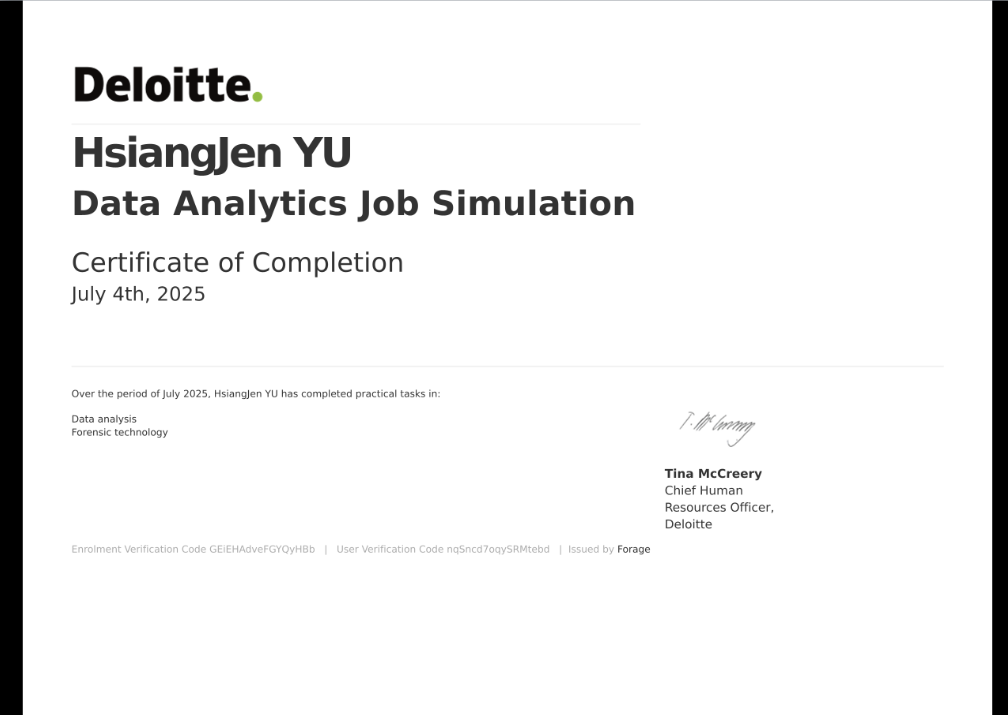 Deloitte.
HsiangJen YU
Data Analytics Job Simulation
Certificate of Completion
July 4th, 2025
Over the period of July 2025, HsiangJen YU has completed practical tasks in:
Data analysis
Forensic technology
Tina McCreery
Chief Human
Resources Officer,
Deloitte
Enrolment Verification Code GEiEHAdveFGYQyHBb | User Verification Code nqSncd7oqySRMtebd | Issued by Forage